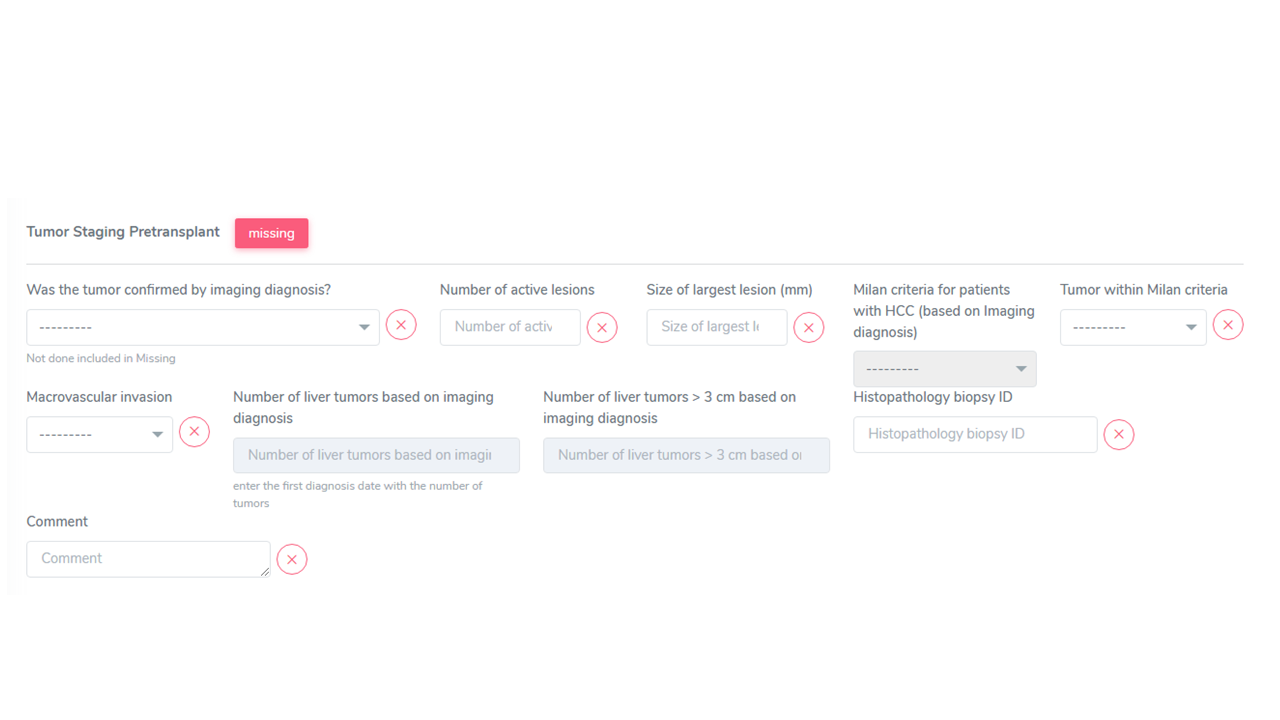 Tumor Staging Pretransplant
missing
Was the tumor confirmed by imaging diagnosis?
---------
Not done included in Missing
Number of active lesions
Number of activ
Size of largest lesion (mm)
Size of largest le
Milan criteria for patients
with HCC (based on Imaging
diagnosis)
---------
Tumor within Milan criteria
---------
Macrovascular invasion
---------
Number of liver tumors based on imaging
diagnosis
Number of liver tumors based on imagin
enter the first diagnosis date with the number of
tumors
Number of liver tumors > 3 cm based on
imaging diagnosis
Number of liver tumors > 3 cm based on
Histopathology biopsy ID
Histopathology biopsy ID
Comment
Comment